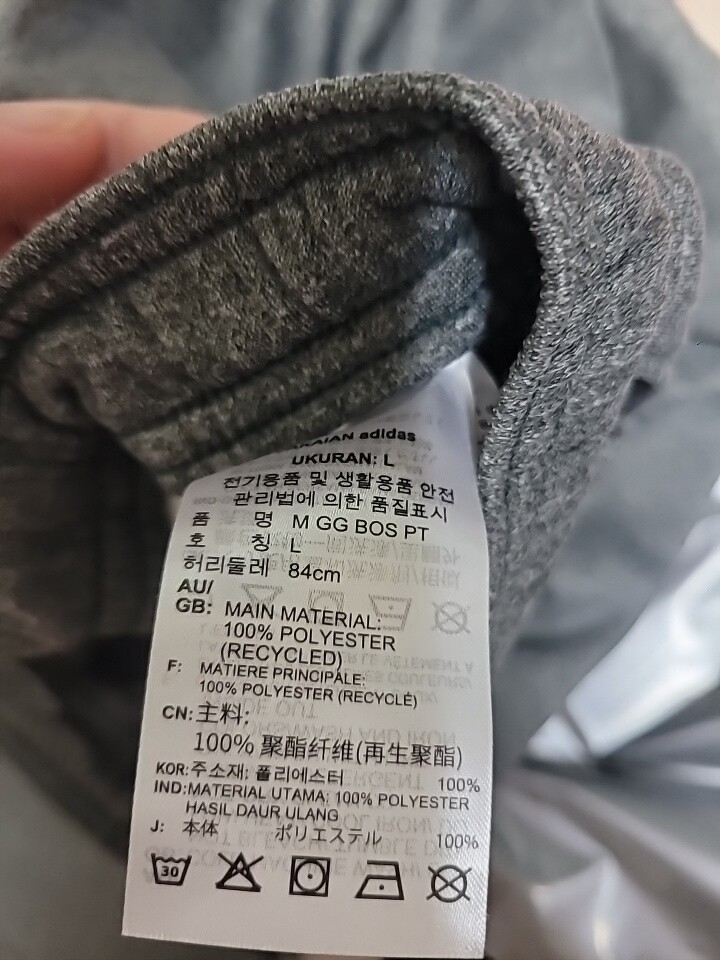 adidas
UKURAN: L
전기용품 및 생활용품 안전
관리법에 의한 품질표시
품 명 M GG BOS PT
호 칭 L
허리둘레 84cm
AU/
GB: MAIN MATERIAL:
100% POLYESTER
(RECYCLED)
F: MATIERE PRINCIPALE:
100% POLYESTER (RECYCLÉ)
CN: 主料:
100% 聚酯纤维(再生聚酯)
KOR: 주소재: 폴리에스터 100%
IND: MATERIAL UTAMA: 100% POLYESTER
HASIL DAUR ULANG
J: 本体 ポリエステル 100%
30